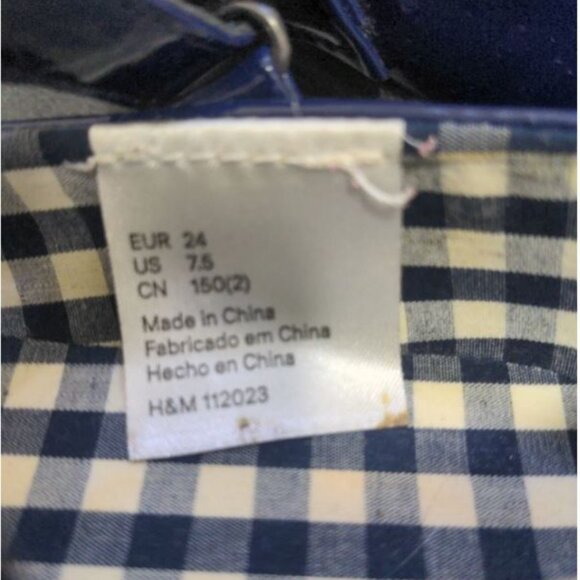 EUR 24
US 7.5
CN 150(2)
Made in China
Fabricado em China
Hecho en China
H&M 112023